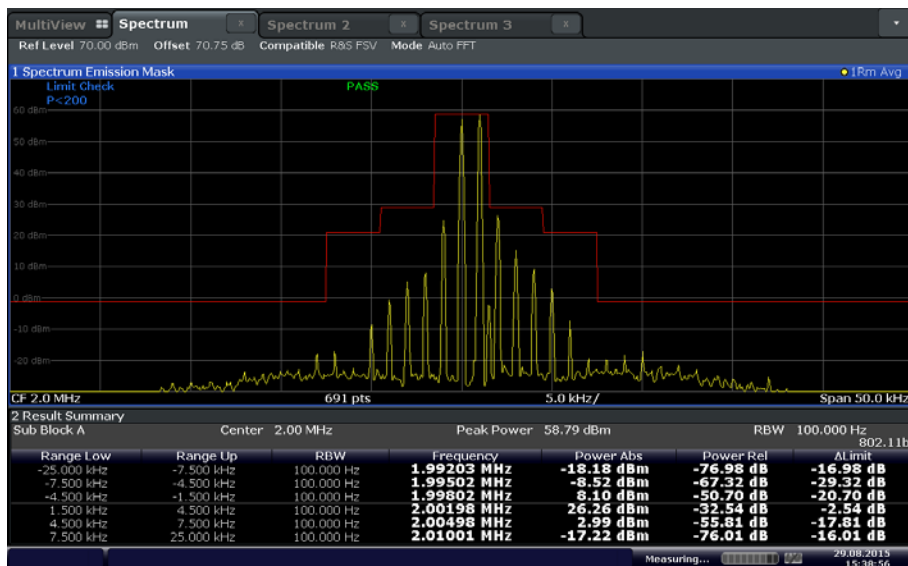 MultiView Spectrum x Spectrum 2 x Spectrum 3 x
Ref Level 70.00 dBm Offset 70.75 dB Compatible R&S FSV Mode Auto FFT
1 Spectrum Emission Mask 1Rm Avg
Limit Check PASS
P<200
60 dBm
50 dBm
40 dBm
30 dBm
20 dBm
10 dBm
0 dBm
-10 dBm
-20 dBm
CF 2.0 MHz 691 pts 5.0 kHz/ Span 50.0 kHz
2 Result Summary
Sub Block A Center 2.00 MHz Peak Power 58.79 dBm RBW 100.000 Hz
802.11b
Range Low Range Up RBW Frequency Power Abs Power Rel ΔLimit
-25.000 kHz -7.500 kHz 100.000 Hz 1.99203 MHz -18.18 dBm -76.98 dB -16.98 dB
-7.500 kHz -4.500 kHz 100.000 Hz 1.99502 MHz -8.52 dBm -67.32 dB -29.32 dB
-4.500 kHz -1.500 kHz 100.000 Hz 1.99802 MHz 8.10 dBm -50.70 dB -20.70 dB
1.500 kHz 4.500 kHz 100.000 Hz 2.00198 MHz 26.26 dBm -32.54 dB -2.54 dB
4.500 kHz 7.500 kHz 100.000 Hz 2.00498 MHz 2.99 dBm -55.81 dB -17.81 dB
7.500 kHz 25.000 kHz 100.000 Hz 2.01001 MHz -17.22 dBm -76.01 dB -16.01 dB
Measuring... 29.08.2015
15:38:56